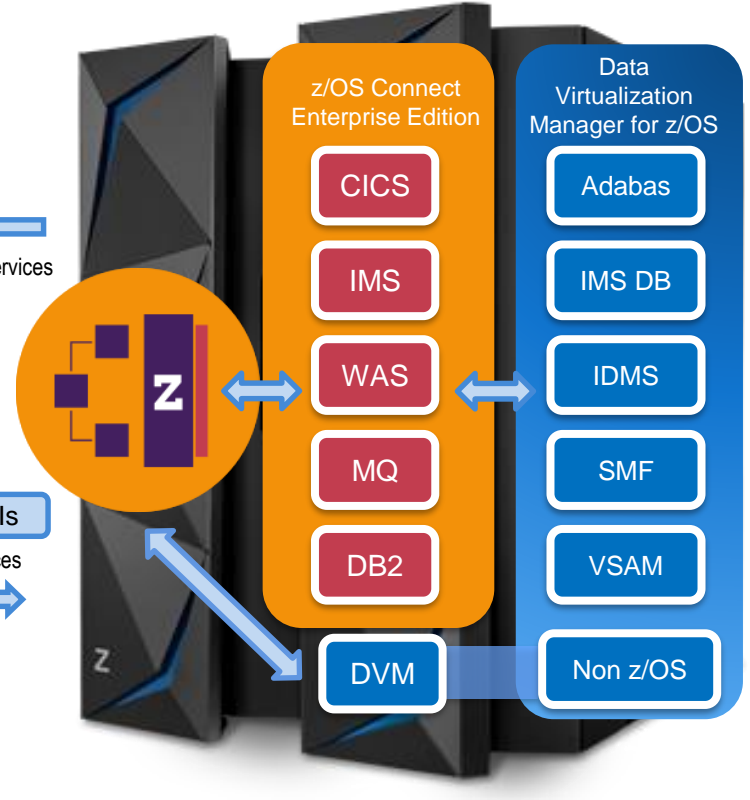 z/OS Connect
Enterprise Edition
CICS
IMS
WAS
MQ
DB2
DVM
Data
Virtualization
Manager for z/OS
Adabas
IMS DB
IDMS
SMF
VSAM
Non z/OS
Z
Z